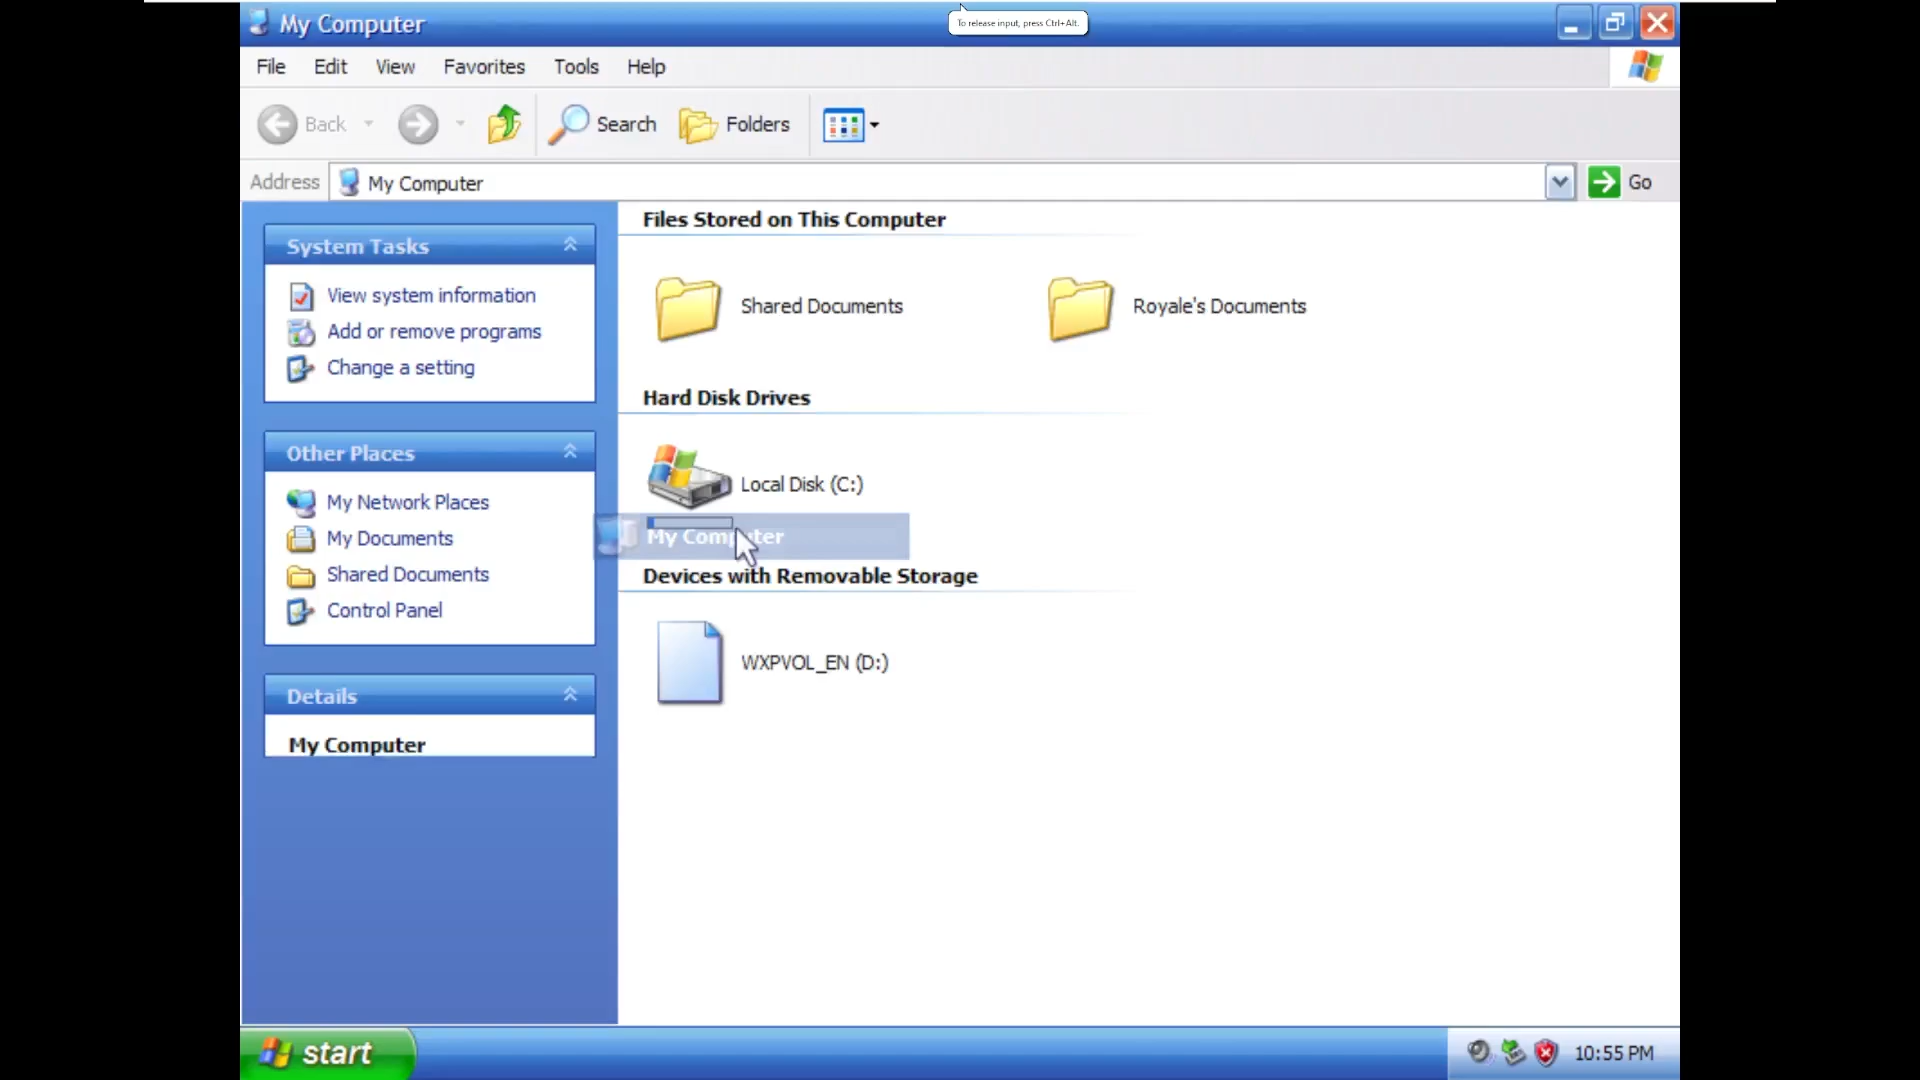 My Computer
To release input, press Ctrl+Alt.
File Edit View Favorites Tools Help
Back Search Folders
Address My Computer Go
System Tasks
View system information
Add or remove programs
Change a setting
Other Places
My Network Places
My Documents
Shared Documents
Control Panel
Details
My Computer
Files Stored on This Computer
Shared Documents Royale's Documents
Hard Disk Drives
Local Disk (C:)
My Computer
Devices with Removable Storage
WXPVOL_EN (D:)
start 10:55 PM